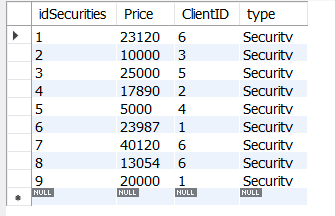 idSecurities Price ClientID type
1 23120 6 Security
2 10000 3 Security
3 25000 5 Security
4 17890 2 Security
5 5000 4 Security
6 23987 1 Security
7 40120 6 Security
8 13054 6 Security
9 20000 1 Security
NULL NULL NULL NULL